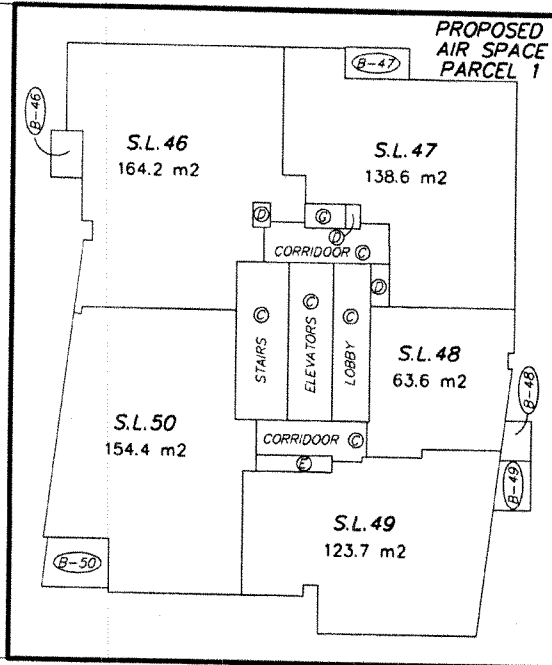 PROPOSED
AIR SPACE
PARCEL 1
B-47
B-46
S.L.46
164.2 m2
S.L.47
138.6 m2
D
G
D
CORRIDOOR C
D
STAIRS C
ELEVATORS C
LOBBY C
S.L.48
63.6 m2
B-48
S.L.50
154.4 m2
CORRIDOOR C
E
B-49
S.L.49
123.7 m2
B-50